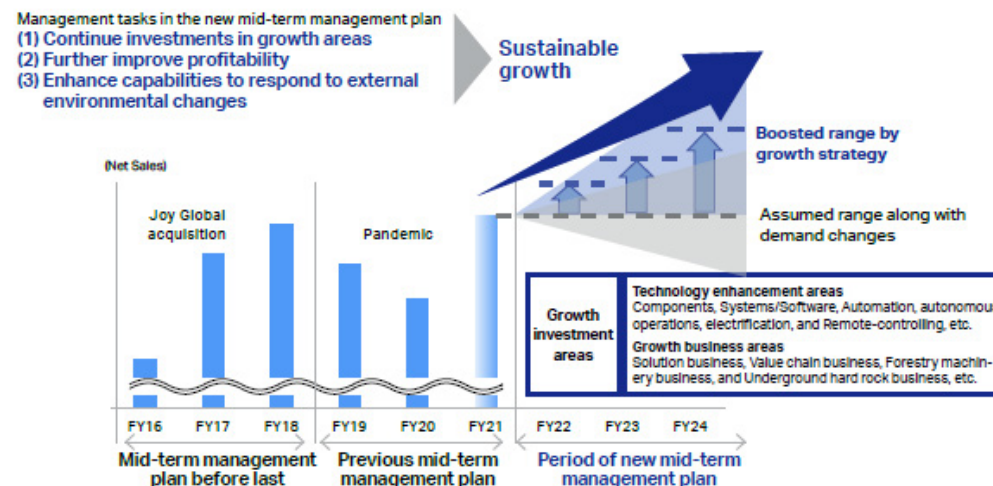 Management tasks in the new mid-term management plan
(1) Continue investments in growth areas
(2) Further improve profitability
(3) Enhance capabilities to respond to external
environmental changes
Sustainable
growth
Boosted range by
growth strategy
(Net Sales)
Joy Global
acquisition
Pandemic
Assumed range along with
demand changes
Growth
investment
areas
Technology enhancement areas
Components, Systems/Software, Automation, autonomous
operations, electrification, and Remote-controlling, etc.
Growth business areas
Solution business, Value chain business, Forestry machin-
ery business, and Underground hard rock business, etc.
FY16 FY17 FY18 FY19 FY20 FY21 FY22 FY23 FY24
Mid-term management
plan before last
Previous mid-term
management plan
Period of new mid-term
management plan